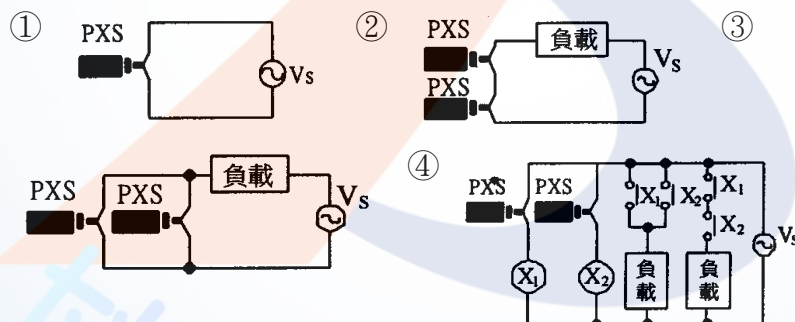 ① PXS Vs
② PXS 負載 Vs
PXS
③
PXS PXS 負載 Vs
④ PXS PXS X₁ X₂ X₁ X₂ Vs
X₁ X₂ 負載 負載